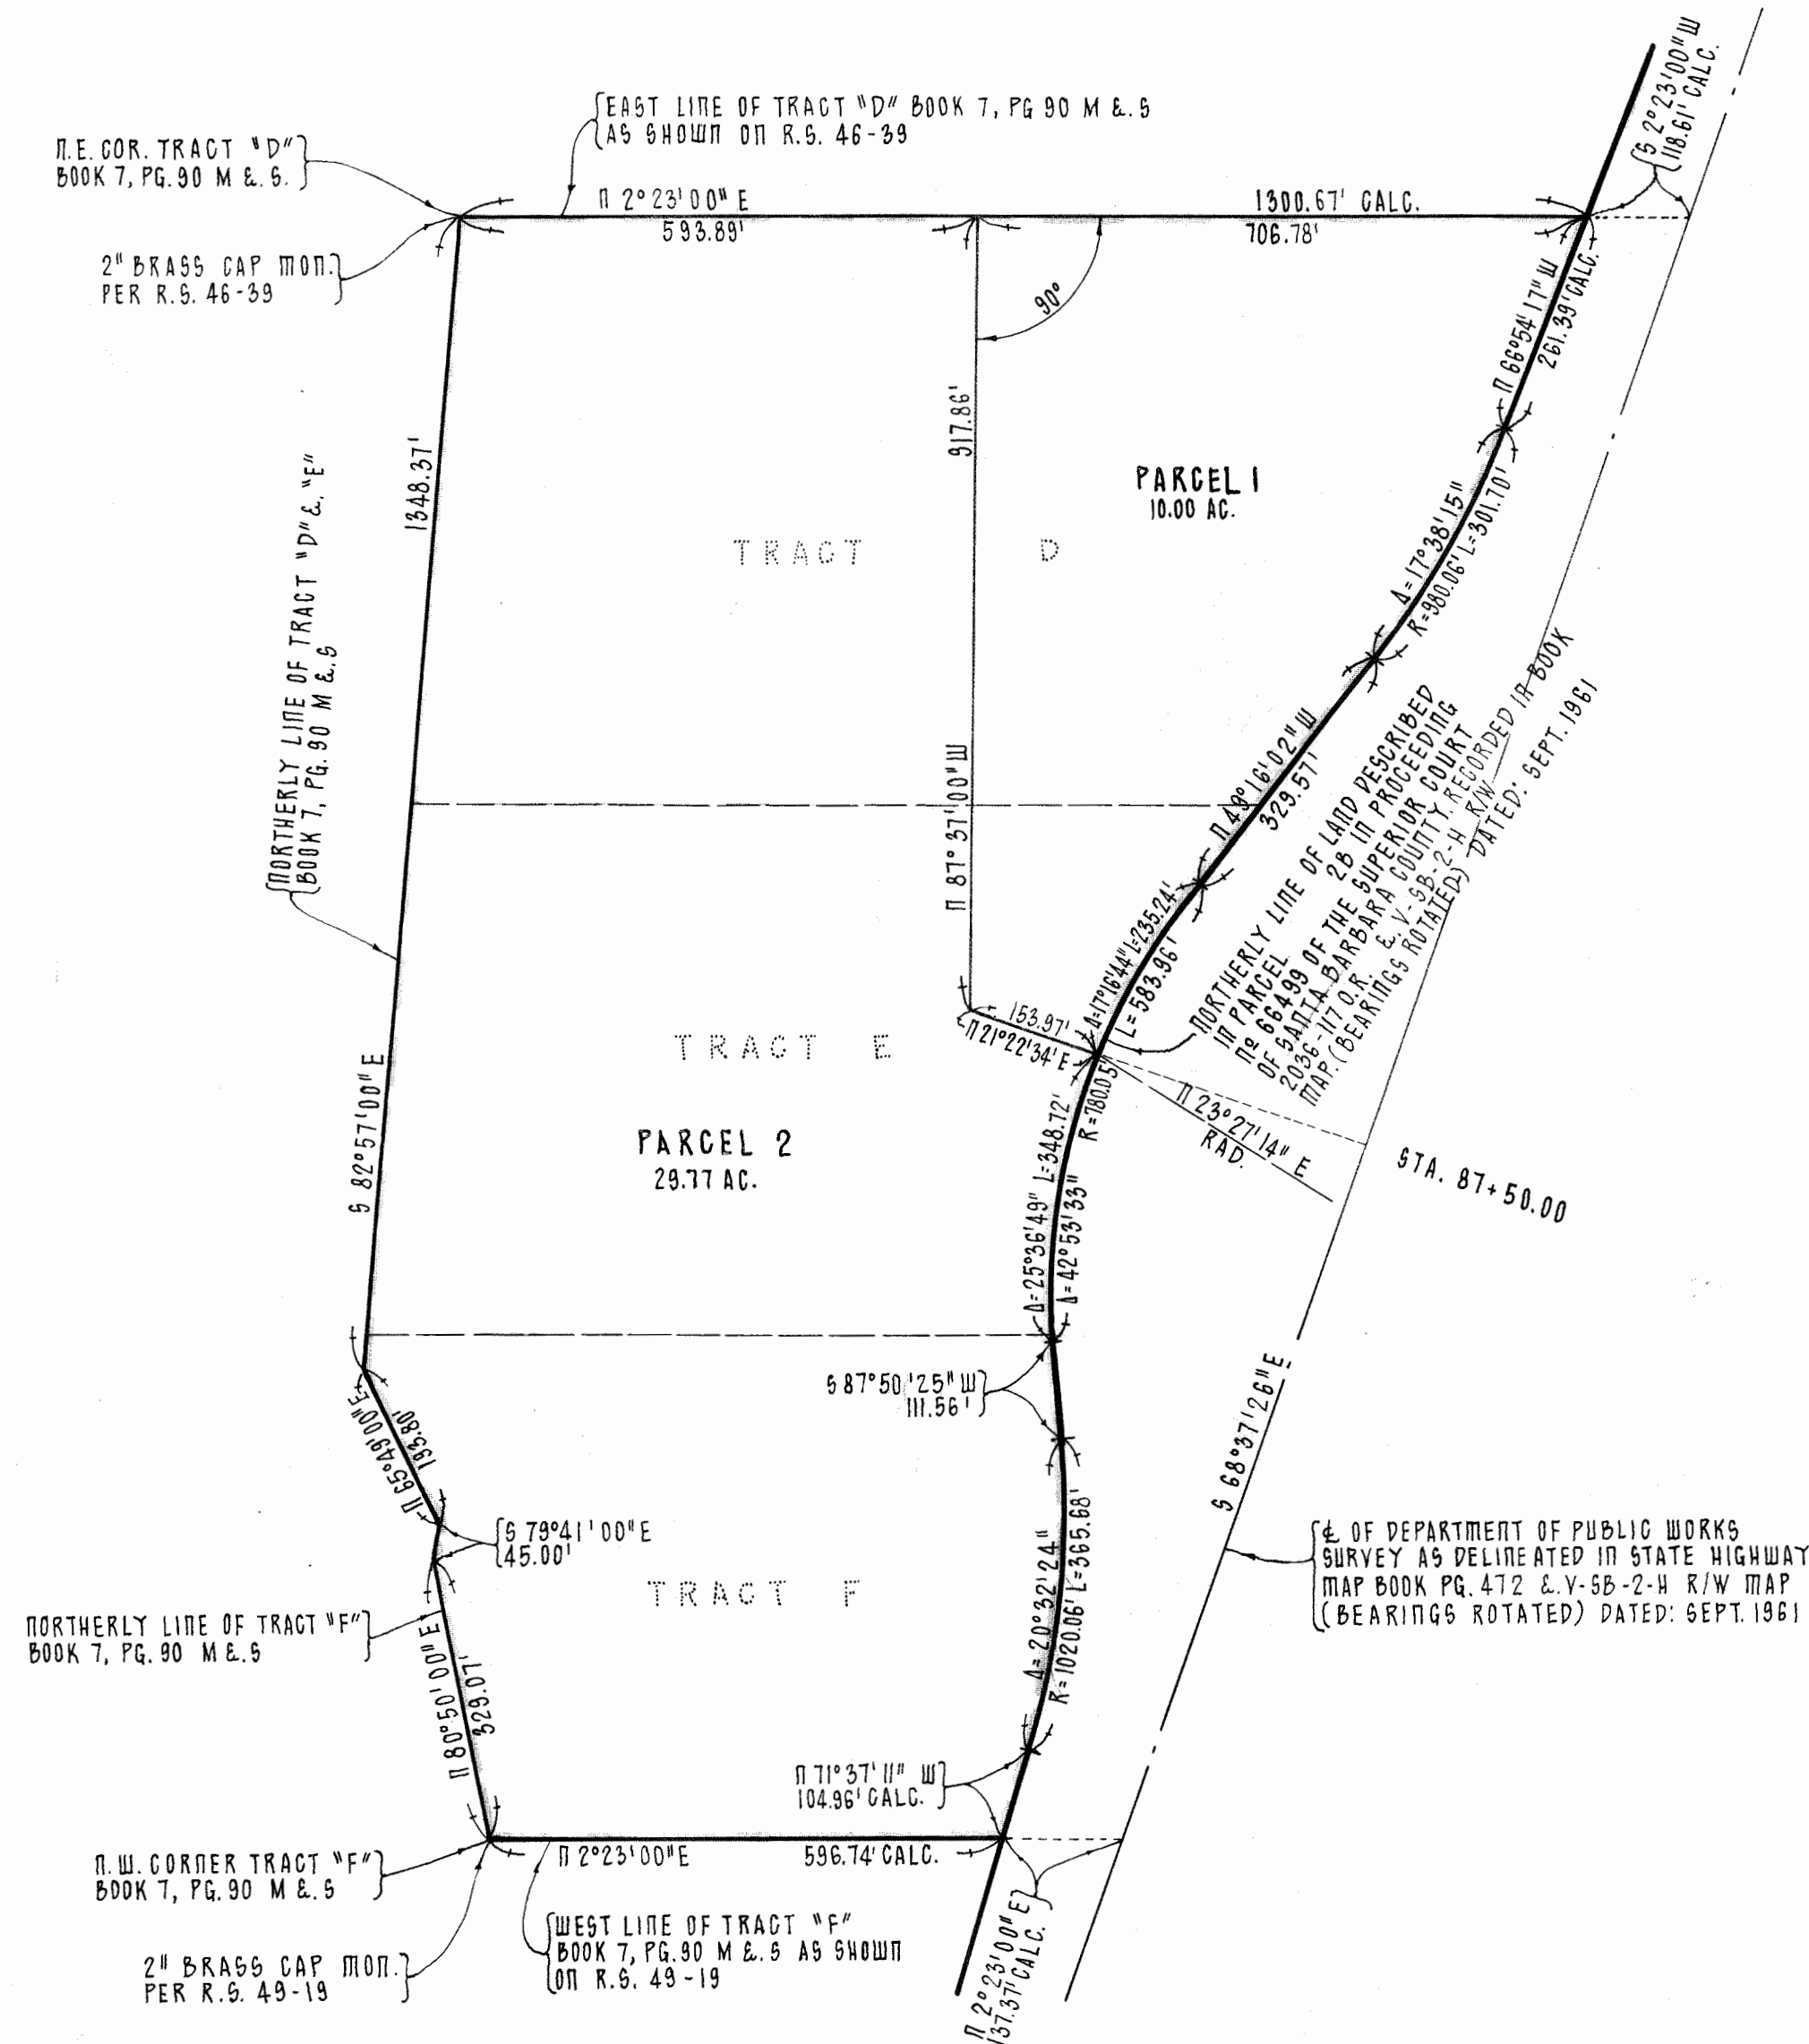 S 2°23'00" W
118.61' CALC.
EAST LINE OF TRACT "D" BOOK 7, PG 90 M & S
AS SHOWN ON R.S. 46-39
N.E. COR. TRACT "D"
BOOK 7, PG. 90 M & S.
N 2°23'00" E
593.89'
1300.67' CALC.
706.78'
2" BRASS CAP MON.
PER R.S. 46-39
90°
N 66°54'17" W
261.39' CALC.
917.86'
1348.37'
PARCEL 1
10.00 AC.
Δ=17°38'15"
R=980.06' L=301.70'
TRACT D
NORTHERLY LINE OF TRACT "D" & "E"
BOOK 7, PG. 90 M & S
N 49°16'02" W
329.57'
N 87°37'00" W
NORTHERLY LINE OF LAND DESCRIBED
IN PARCEL 2B IN PROCEEDING
Nº 66499 OF THE SUPERIOR COURT
OF SANTA BARBARA COUNTY, RECORDED IN BOOK
2036-117 O.R. & V-SB-2-H R/W
MAP. (BEARINGS ROTATED) DATED: SEPT. 1961
Δ=17°16'44" L=235.24'
L=583.96'
153.97'
N 21°22'34" E
TRACT E
R=780.05'
N 23°27'14" E
RAD.
STA. 87+50.00
S 82°57'00" E
PARCEL 2
29.77 AC.
Δ=25°36'49" L=348.72'
Δ=42°53'33"
S 87°50'25" W
111.56'
S 68°37'26" E
N 65°49'00" E
193.80'
S 79°41'00" E
45.00'
TRACT F
℄ OF DEPARTMENT OF PUBLIC WORKS
SURVEY AS DELINEATED IN STATE HIGHWAY
MAP BOOK PG. 472 & V-SB-2-H R/W MAP
(BEARINGS ROTATED) DATED: SEPT. 1961
NORTHERLY LINE OF TRACT "F"
BOOK 7, PG. 90 M & S
N 80°50'00" E
329.07'
Δ=20°32'24"
R=1020.06' L=365.68'
N 71°37'11" W
104.96' CALC.
N.W. CORNER TRACT "F"
BOOK 7, PG. 90 M & S
N 2°23'00" E
596.74' CALC.
WEST LINE OF TRACT "F"
BOOK 7, PG. 90 M & S AS SHOWN
ON R.S. 49-19
2" BRASS CAP MON.
PER R.S. 49-19
N 2°23'00" E
137.37' CALC.